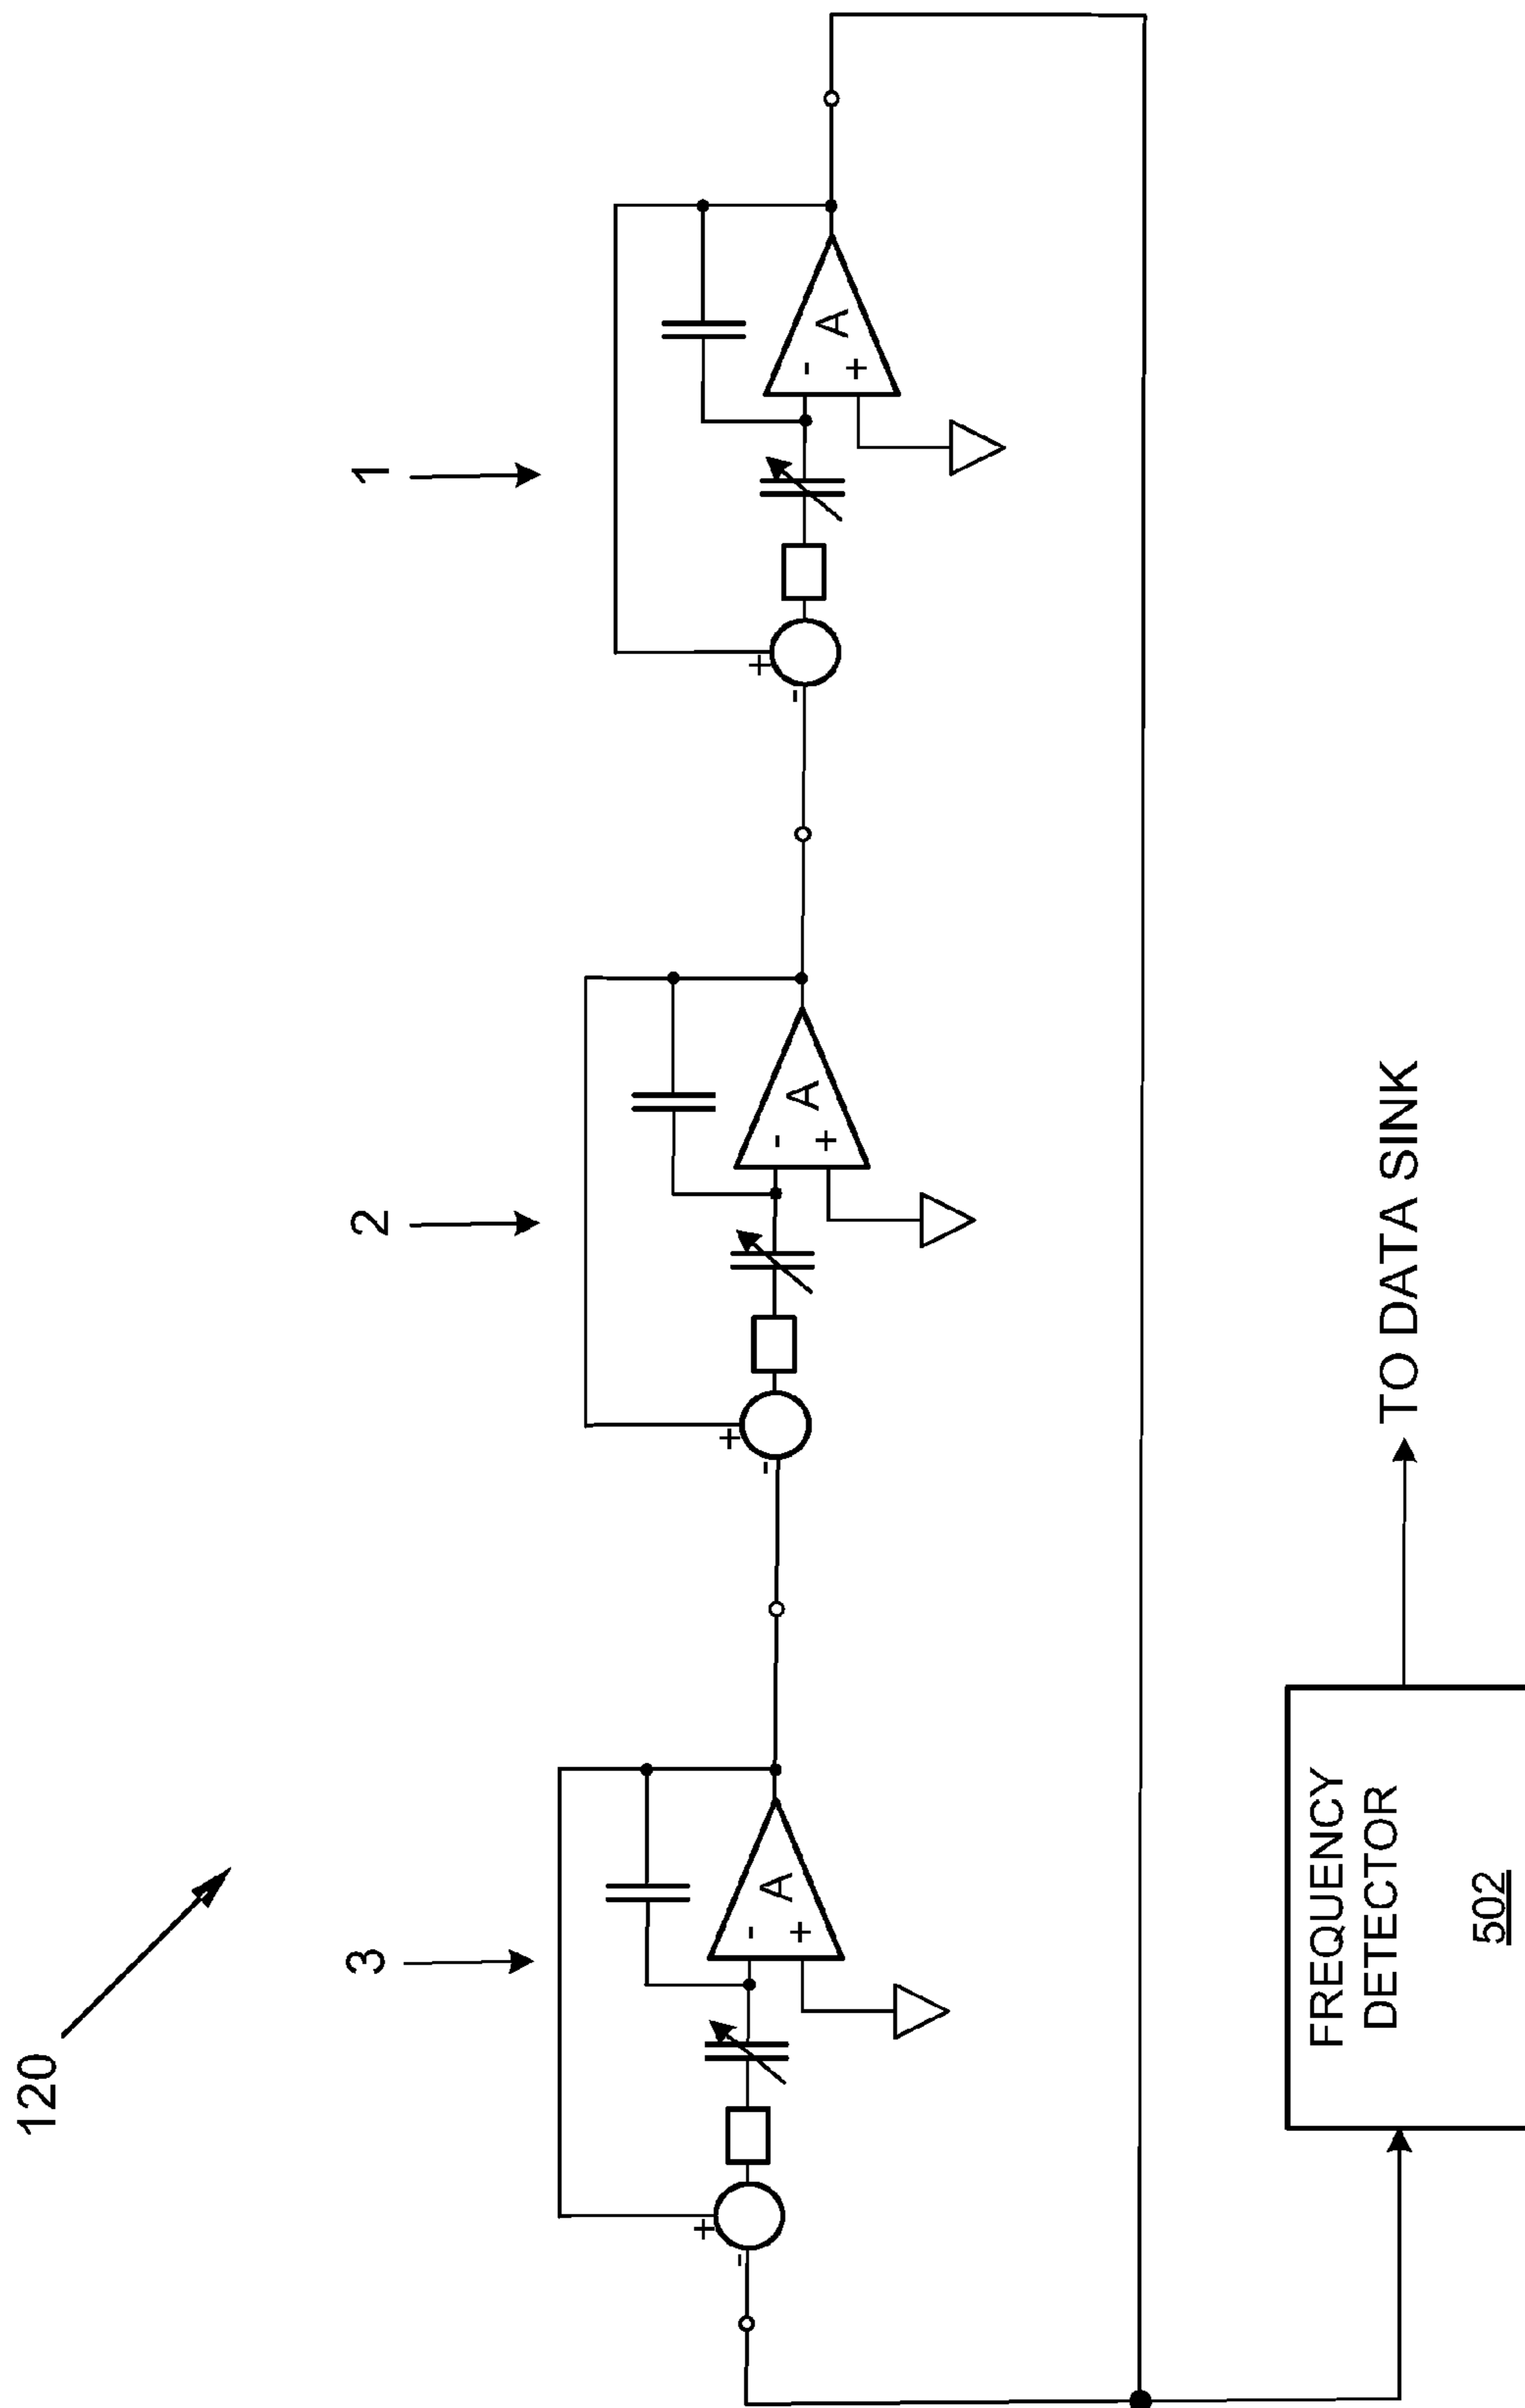 120
3
2
1
+
-
-
+
A
+
-
-
+
A
+
-
-
+
A
FREQUENCY
DETECTOR
502
TO DATA SINK